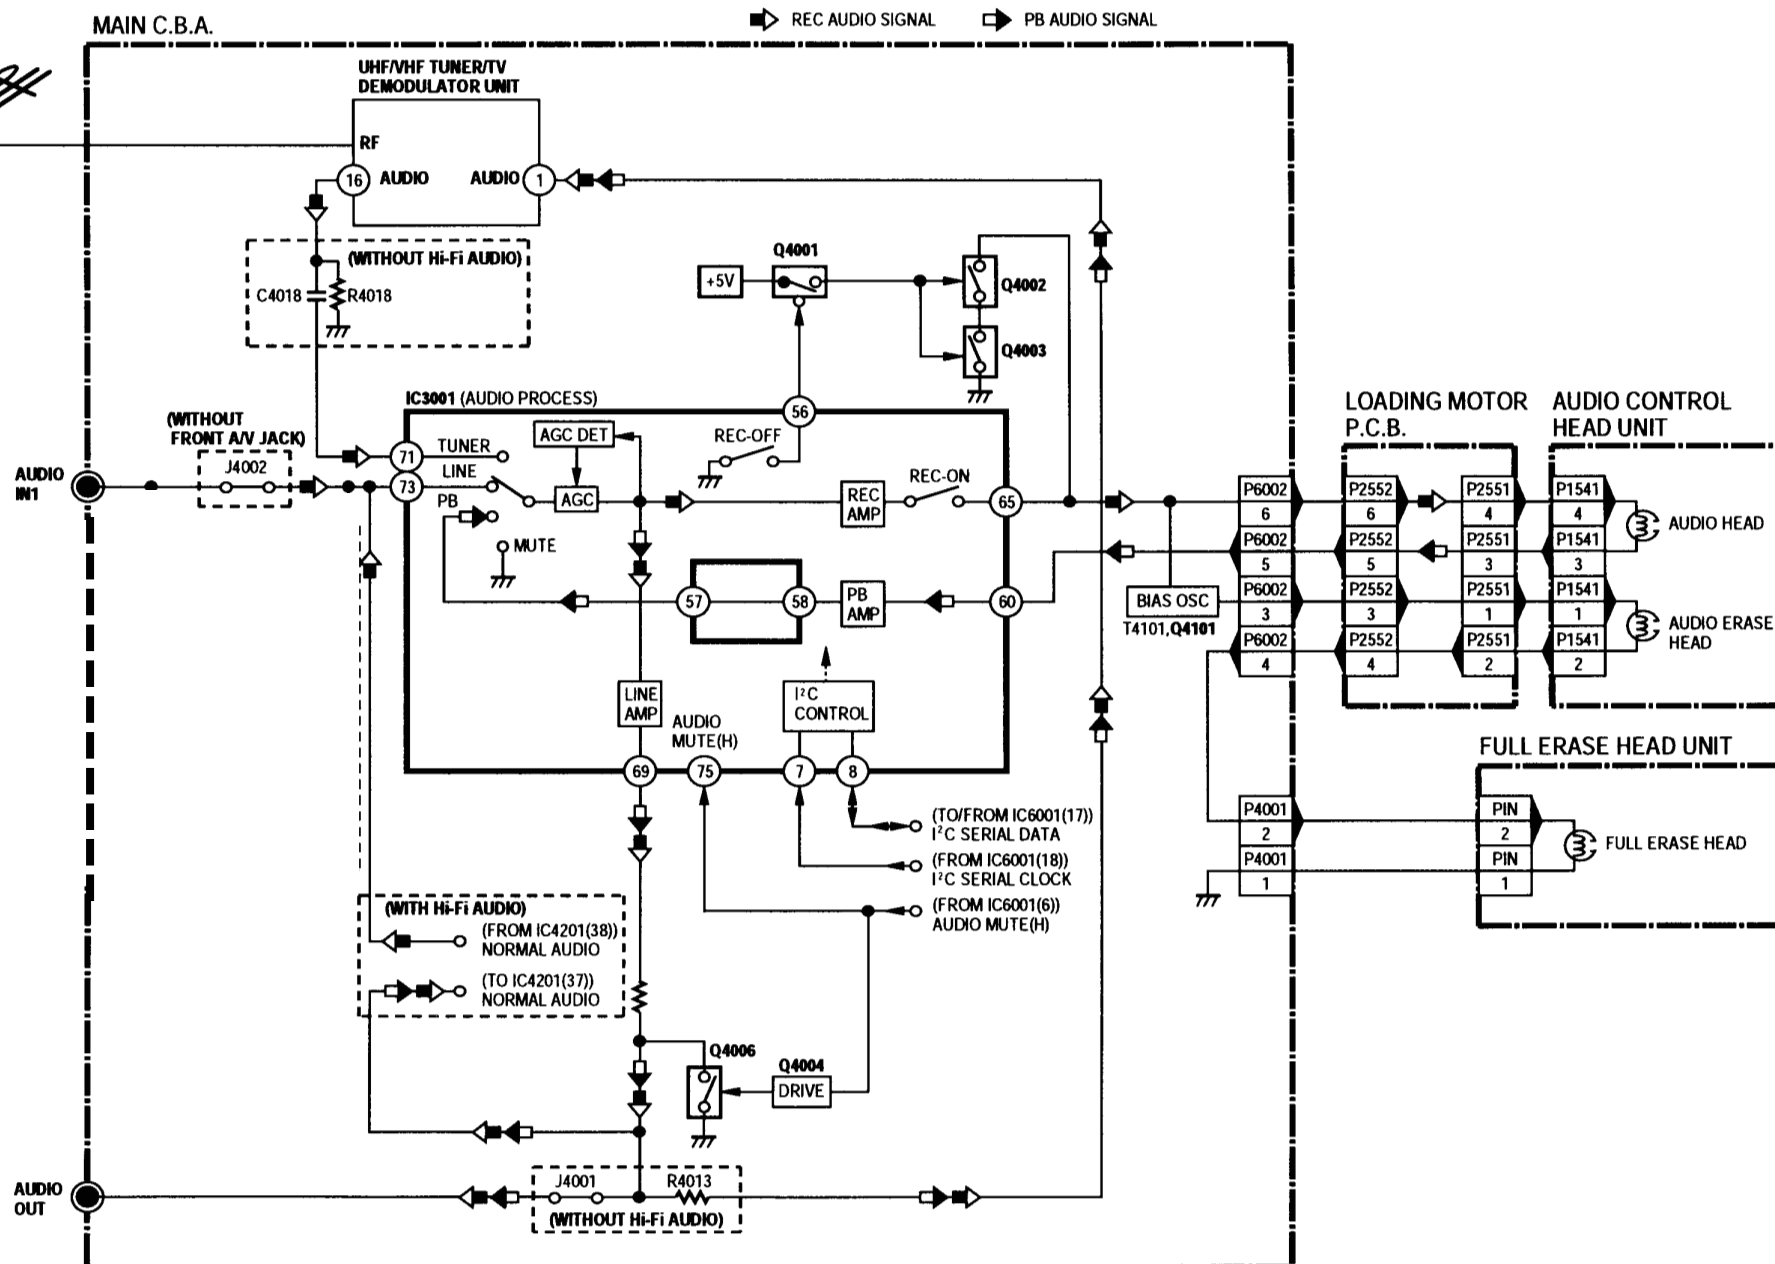 REC AUDIO SIGNAL
PB AUDIO SIGNAL
MAIN C.B.A.
UHF/VHF TUNER/TV
DEMODULATOR UNIT
RF
16
AUDIO
AUDIO
1
(WITHOUT Hi-Fi AUDIO)
C4018
R4018
Q4001
+5V
Q4002
Q4003
IC3001 (AUDIO PROCESS)
56
(WITHOUT
FRONT A/V JACK)
J4002
AUDIO
IN1
71
TUNER
73
LINE
PB
MUTE
AGC DET
AGC
REC-OFF
REC
AMP
REC-ON
65
57
58
PB
AMP
60
LINE
AMP
AUDIO
MUTE(H)
I²C
CONTROL
69
75
7
8
(TO/FROM IC6001(17))
I²C SERIAL DATA
(FROM IC6001(18))
I²C SERIAL CLOCK
(FROM IC6001(6))
AUDIO MUTE(H)
BIAS OSC
T4101,Q4101
LOADING MOTOR
P.C.B.
AUDIO CONTROL
HEAD UNIT
P6002
6
P2552
6
P2551
4
P1541
4
AUDIO HEAD
P6002
5
P2552
5
P2551
3
P1541
3
P6002
3
P2552
3
P2551
1
P1541
1
AUDIO ERASE
HEAD
P6002
4
P2552
4
P2551
2
P1541
2
FULL ERASE HEAD UNIT
P4001
2
PIN
2
FULL ERASE HEAD
P4001
1
PIN
1
(WITH Hi-Fi AUDIO)
(FROM IC4201(38))
NORMAL AUDIO
(TO IC4201(37))
NORMAL AUDIO
Q4006
Q4004
DRIVE
AUDIO
OUT
J4001
R4013
(WITHOUT Hi-Fi AUDIO)